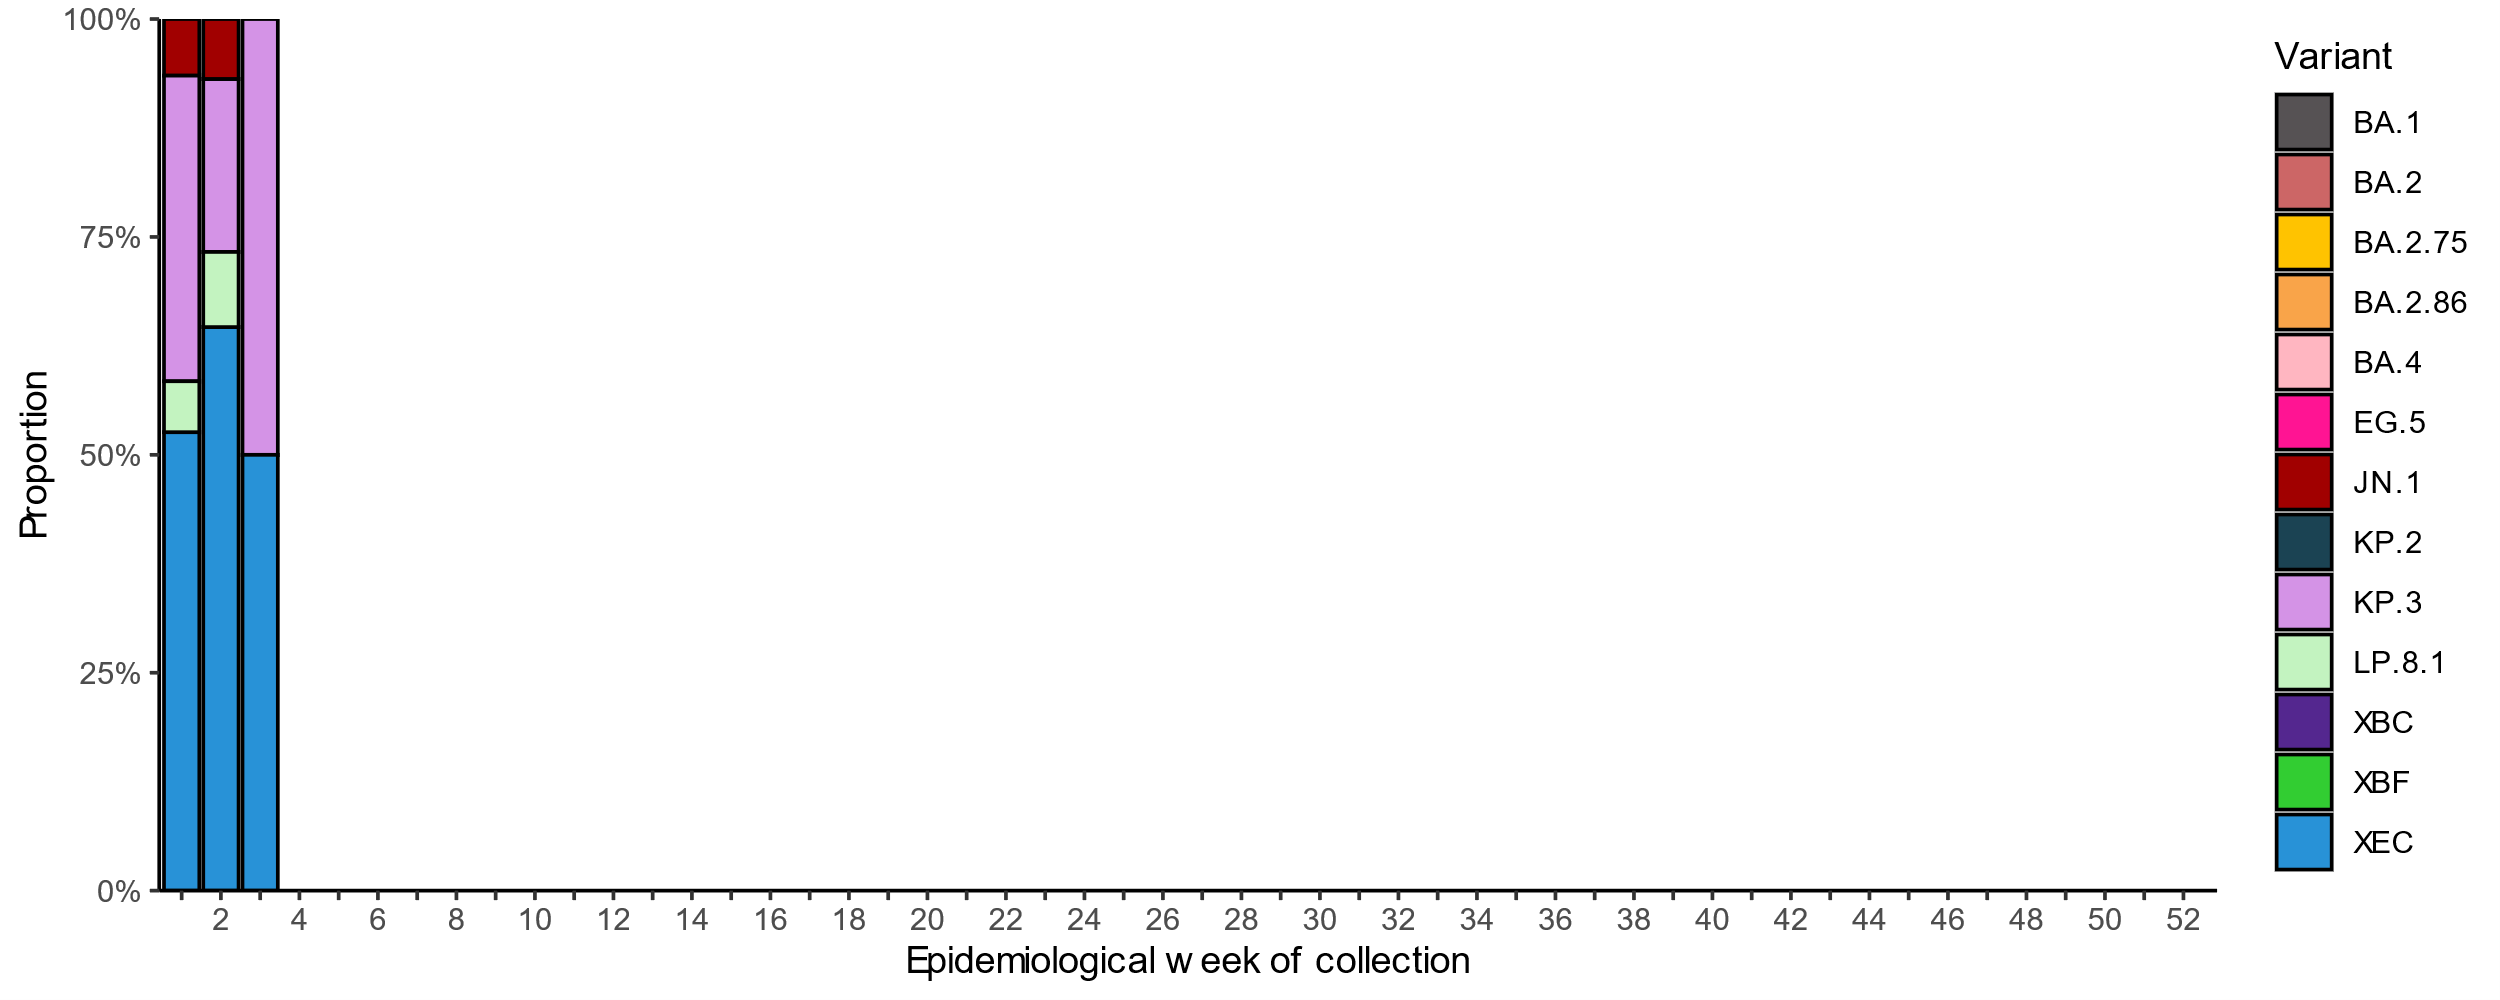 100%
75%
50%
25%
0%
Proportion
2 4 6 8 10 12 14 16 18 20 22 24 26 28 30 32 34 36 38 40 42 44 46 48 50 52
Epidemiological week of collection
Variant
BA.1
BA.2
BA.2.75
BA.2.86
BA.4
EG.5
JN.1
KP.2
KP.3
LP.8.1
XBC
XBF
XEC